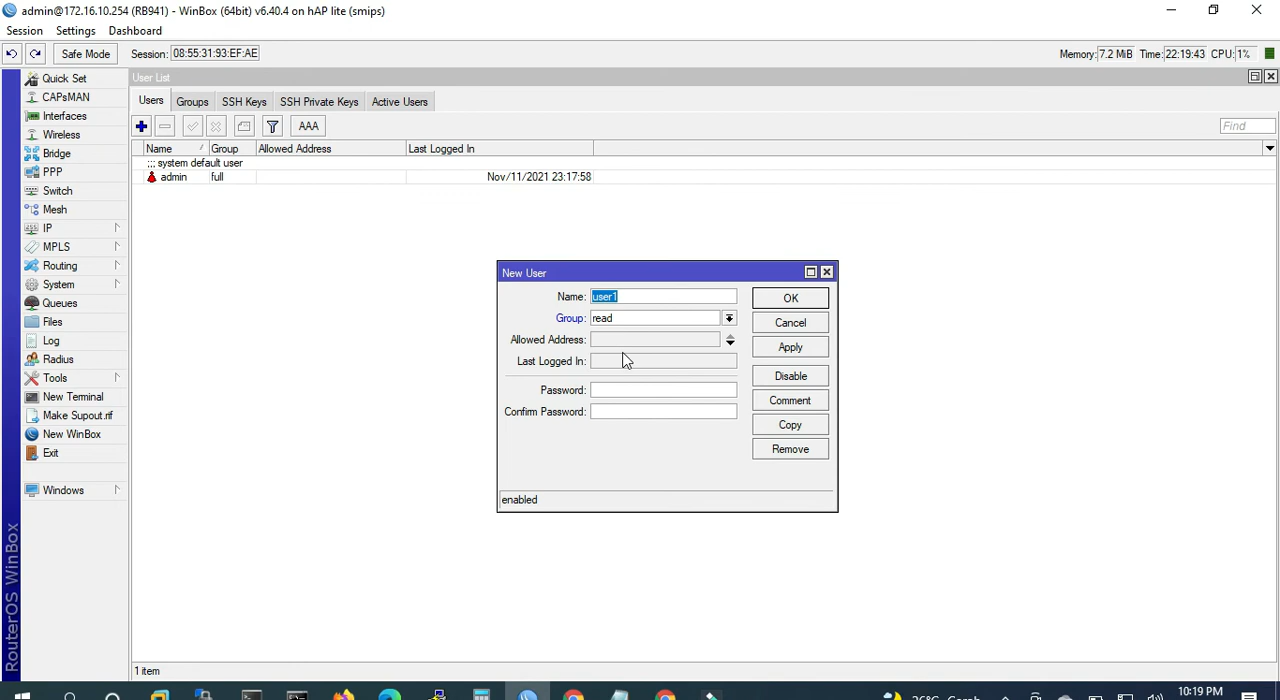 admin@172.16.10.254 (RB941) - WinBox (64bit) v6.40.4 on hAP lite (smips)
Session Settings Dashboard
Safe Mode Session: 08:55:31:93:EF:AE Memory: 7.2 MiB Time: 22:19:43 CPU: 1%
Quick Set
CAPsMAN
Interfaces
Wireless
Bridge
PPP
Switch
Mesh
IP
MPLS
Routing
System
Queues
Files
Log
Radius
Tools
New Terminal
Make Supout.rif
New WinBox
Exit
Windows
RouterOS WinBox
User List
Users Groups SSH Keys SSH Private Keys Active Users
AAA Find
Name Group Allowed Address Last Logged In
;;; system default user
admin full Nov/11/2021 23:17:58
New User
Name: user1 OK
Group: read Cancel
Allowed Address: Apply
Last Logged In: Disable
Password: Comment
Confirm Password: Copy
Remove
enabled
1 item
10:19 PM